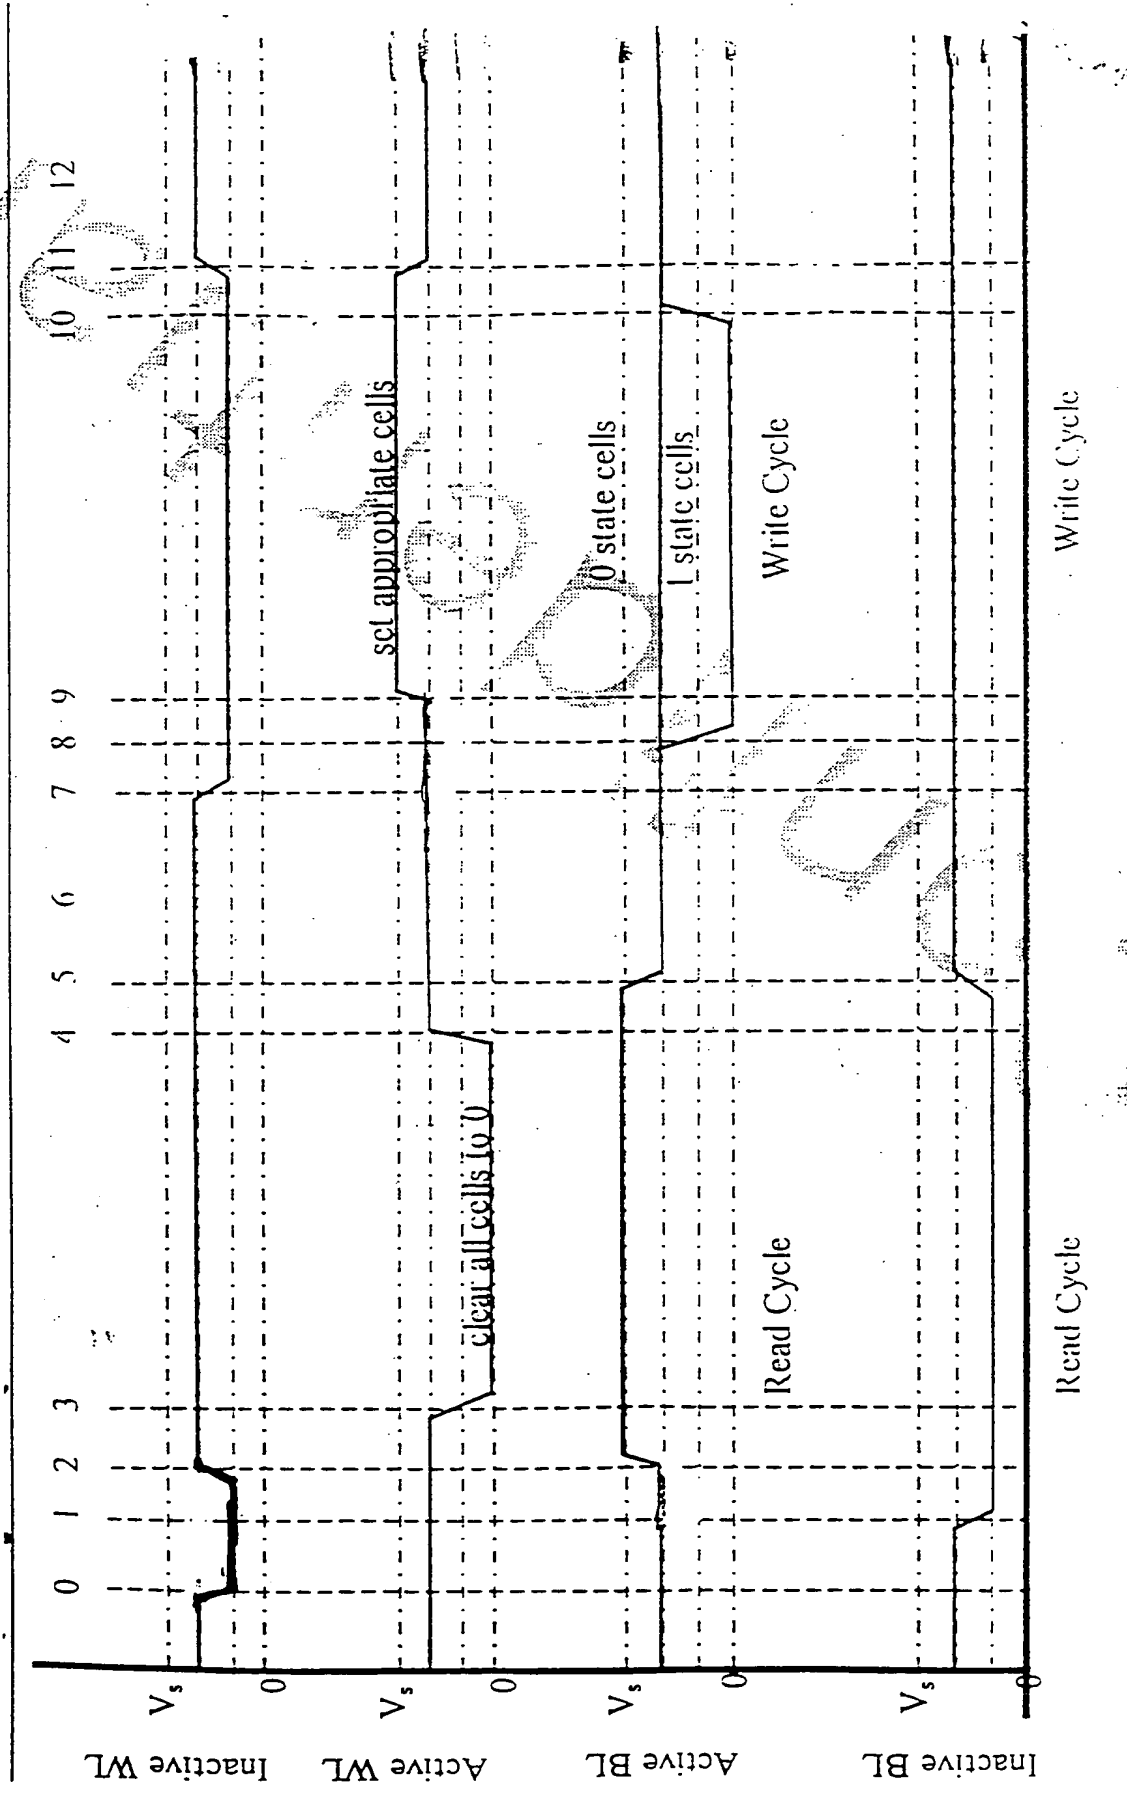 0 1 2 3 4 5 6 7 8 9 10 11 12
Inactive WL
Vs
0
Active WL
Vs
0
clear all cells to 0
set appropriate cells
Active BL
Vs
0
0 state cells
1 state cells
Read Cycle
Write Cycle
Inactive BL
Vs
0
Read Cycle
Write Cycle